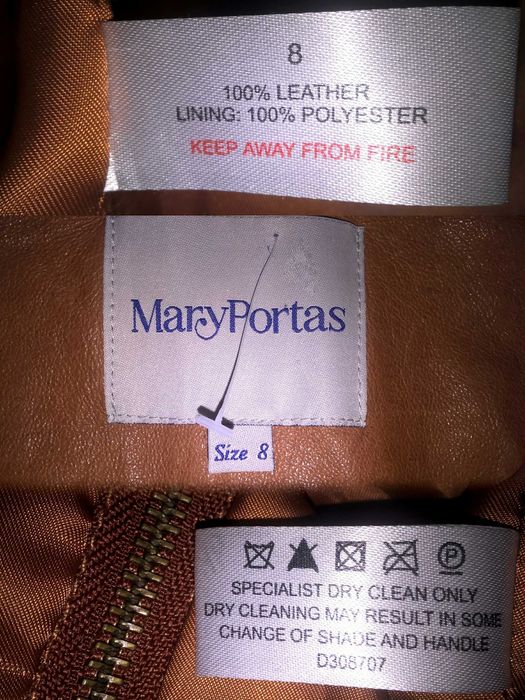 8
100% LEATHER
LINING: 100% POLYESTER
KEEP AWAY FROM FIRE
MaryPortas
Size 8
P
SPECIALIST DRY CLEAN ONLY
DRY CLEANING MAY RESULT IN SOME
CHANGE OF SHADE AND HANDLE
D308707